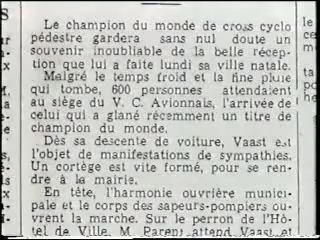 Le champion du monde de cross cyclo
pédestre gardera sans nul doute un
souvenir inoubliable de la belle récep-
tion que lui a faite lundi sa ville natale.
Malgré le temps froid et la fine pluie
qui tombe, 600 personnes attendaient
au siège du V. C. Avionnais, l'arrivée de
celui qui a glané récemment un titre de
champion du monde.
Dès sa descente de voiture, Vaast est
l'objet de manifestations de sympathies.
Un cortège est vite formé, pour se ren-
dre à la mairie.
En tête, l'harmonie ouvrière munici-
pale et le corps des sapeurs-pompiers ou-
vrent la marche. Sur le perron de l'Hô-
tel de Ville, M. Parent attend Vaast et